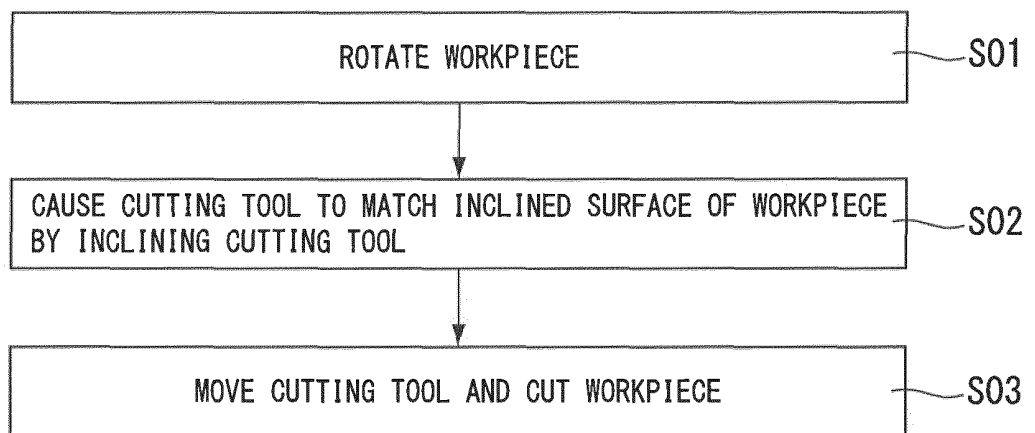 ROTATE WORKPIECE
S01
CAUSE CUTTING TOOL TO MATCH INCLINED SURFACE OF WORKPIECE
BY INCLINING CUTTING TOOL
S02
MOVE CUTTING TOOL AND CUT WORKPIECE
S03